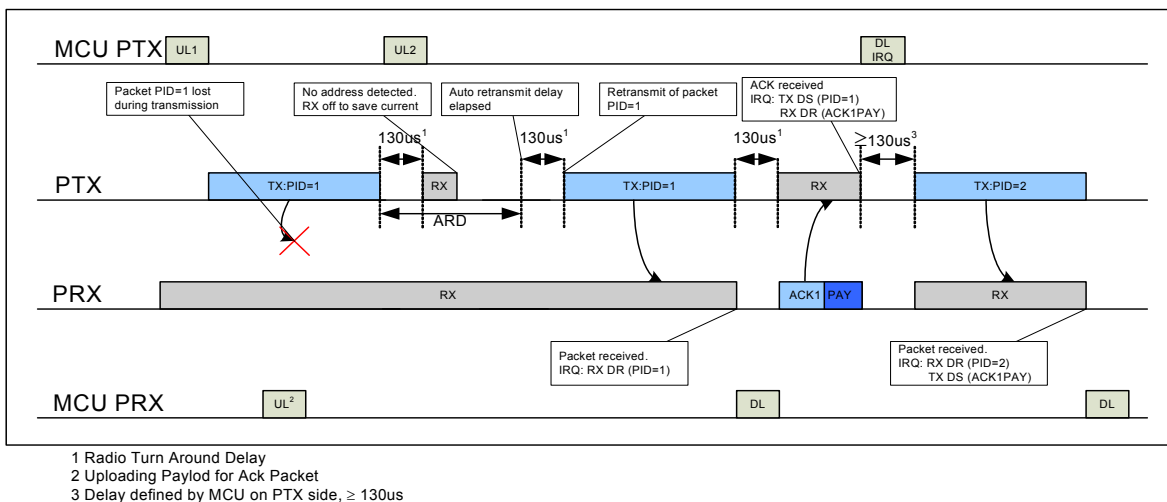 MCU PTX
UL1
UL2
DL
IRQ
Packet PID=1 lost
during transmission
No address detected.
RX off to save current
Auto retransmit delay
elapsed
Retransmit of packet
PID=1
ACK received
IRQ: TX DS (PID=1)
RX DR (ACK1PAY)
130us¹
130us¹
130us¹
≥130us³
PTX
TX:PID=1
RX
TX:PID=1
RX
TX:PID=2
ARD
PRX
RX
ACK1
PAY
RX
Packet received.
IRQ: RX DR (PID=1)
Packet received.
IRQ: RX DR (PID=2)
TX DS (ACK1PAY)
MCU PRX
UL²
DL
DL
1 Radio Turn Around Delay
2 Uploading Paylod for Ack Packet
3 Delay defined by MCU on PTX side, ≥ 130us